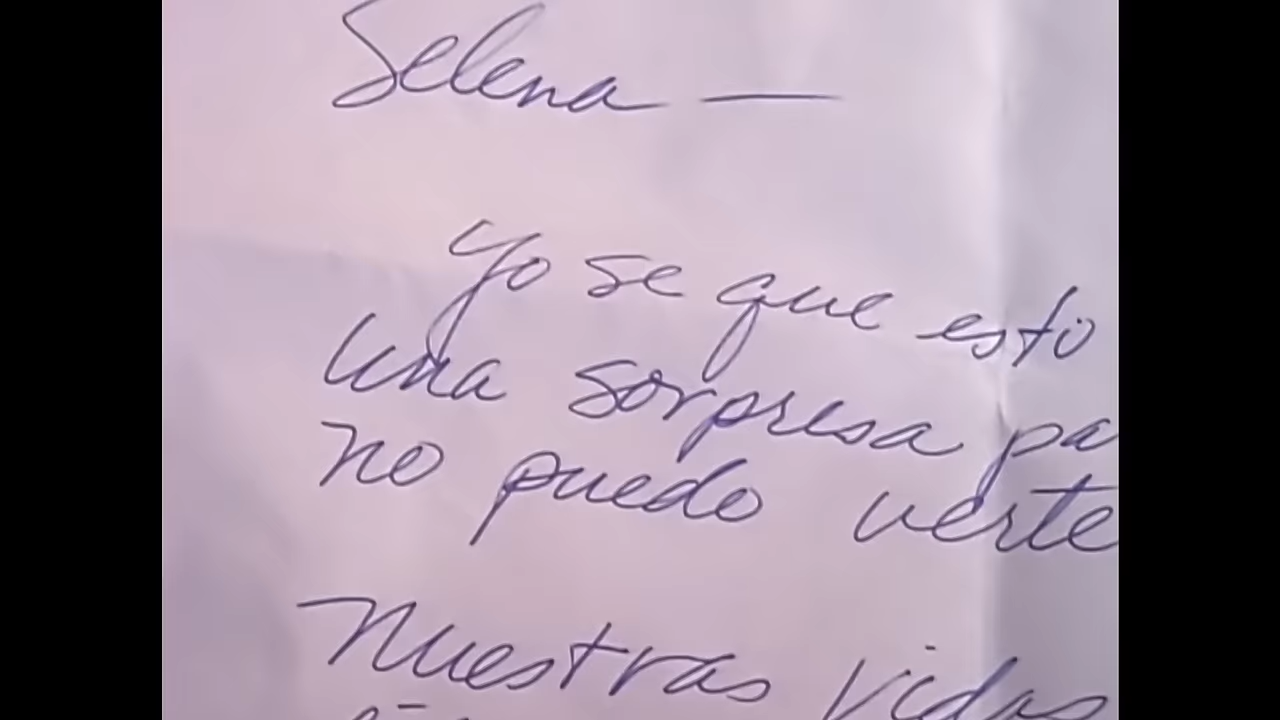 Selena —
Yo se que esto
una sorpresa pa
no puedo verte
Nuestras vidas